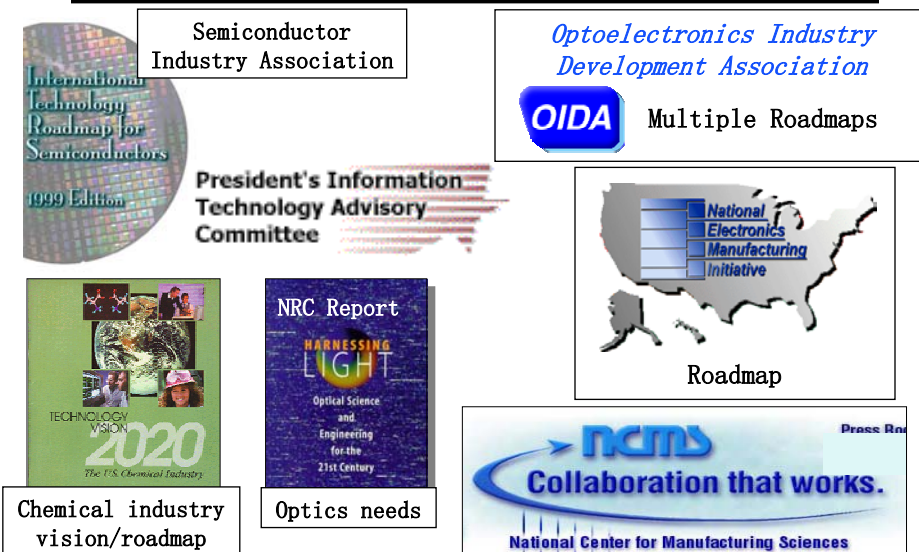 Semiconductor
Industry Association
International
Technology
Roadmap for
Semiconductors
1999 Edition
Optoelectronics Industry
Development Association
OIDA
Multiple Roadmaps
President's Information
Technology Advisory
Committee
National
Electronics
Manufacturing
Initiative
Roadmap
TECHNOLOGY
VISION
2020
The U.S. Chemical Industry
Chemical industry
vision/roadmap
NRC Report
HARNESSING
LIGHT
Optical Science
and
Engineering
for the
21st Century
Optics needs
Press Roo
ncms
Collaboration that works.
National Center for Manufacturing Sciences